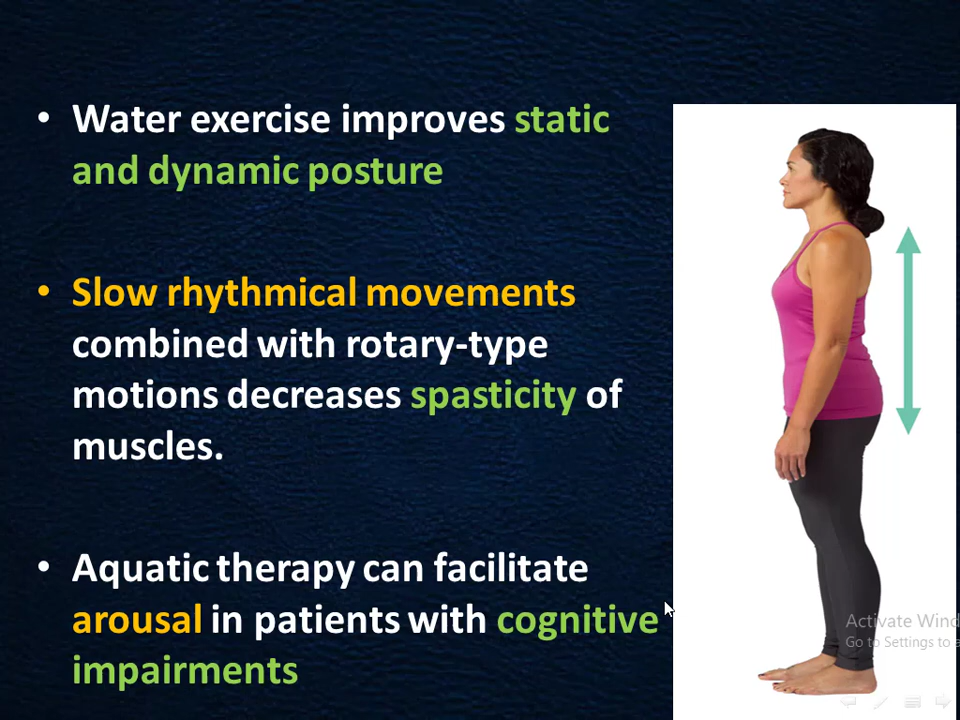 • Water exercise improves static
and dynamic posture
• Slow rhythmical movements
combined with rotary-type
motions decreases spasticity of
muscles.
• Aquatic therapy can facilitate
arousal in patients with cognitive
impairments
Activate Wind
Go to Settings to a